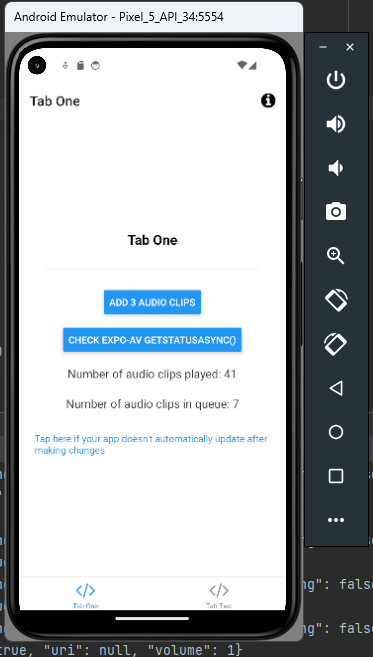 Android Emulator - Pixel_5_API_34:5554
Tab One
Tab One
ADD 3 AUDIO CLIPS
CHECK EXPO-AV GETSTATUSASYNC()
Number of audio clips played: 41
Number of audio clips in queue: 7
Tap here if your app doesn't automatically update after
making changes
Tab One
Tab Two
ng": false
ng": false
ng": false
true, "uri": null, "volume": 1}